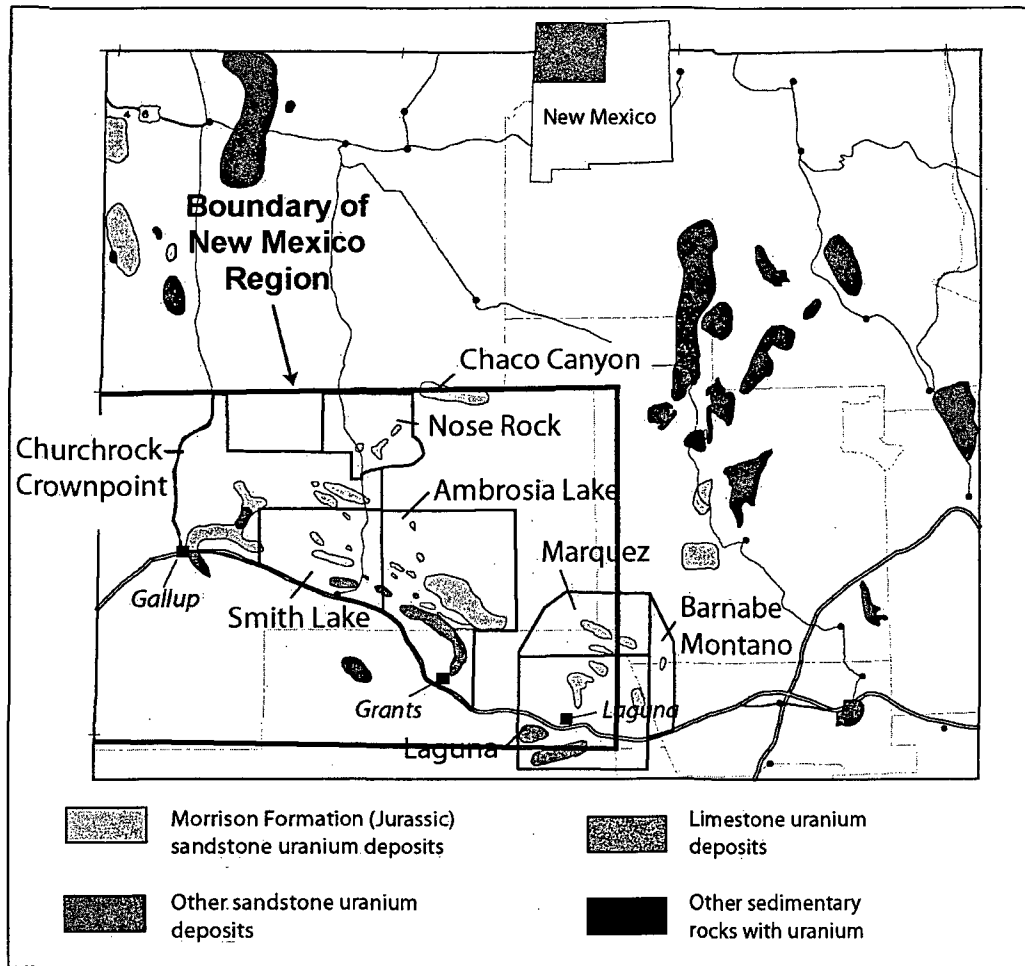 New Mexico
4 6
Boundary of
New Mexico
Region
Chaco Canyon
Churchrock
Crownpoint
Nose Rock
Ambrosia Lake
Marquez
Gallup
Smith Lake
Barnabe
Montano
Grants
Laguna
Laguna
Morrison Formation (Jurassic)
sandstone uranium deposits
Limestone uranium
deposits
Other sandstone uranium
deposits
Other sedimentary
rocks with uranium